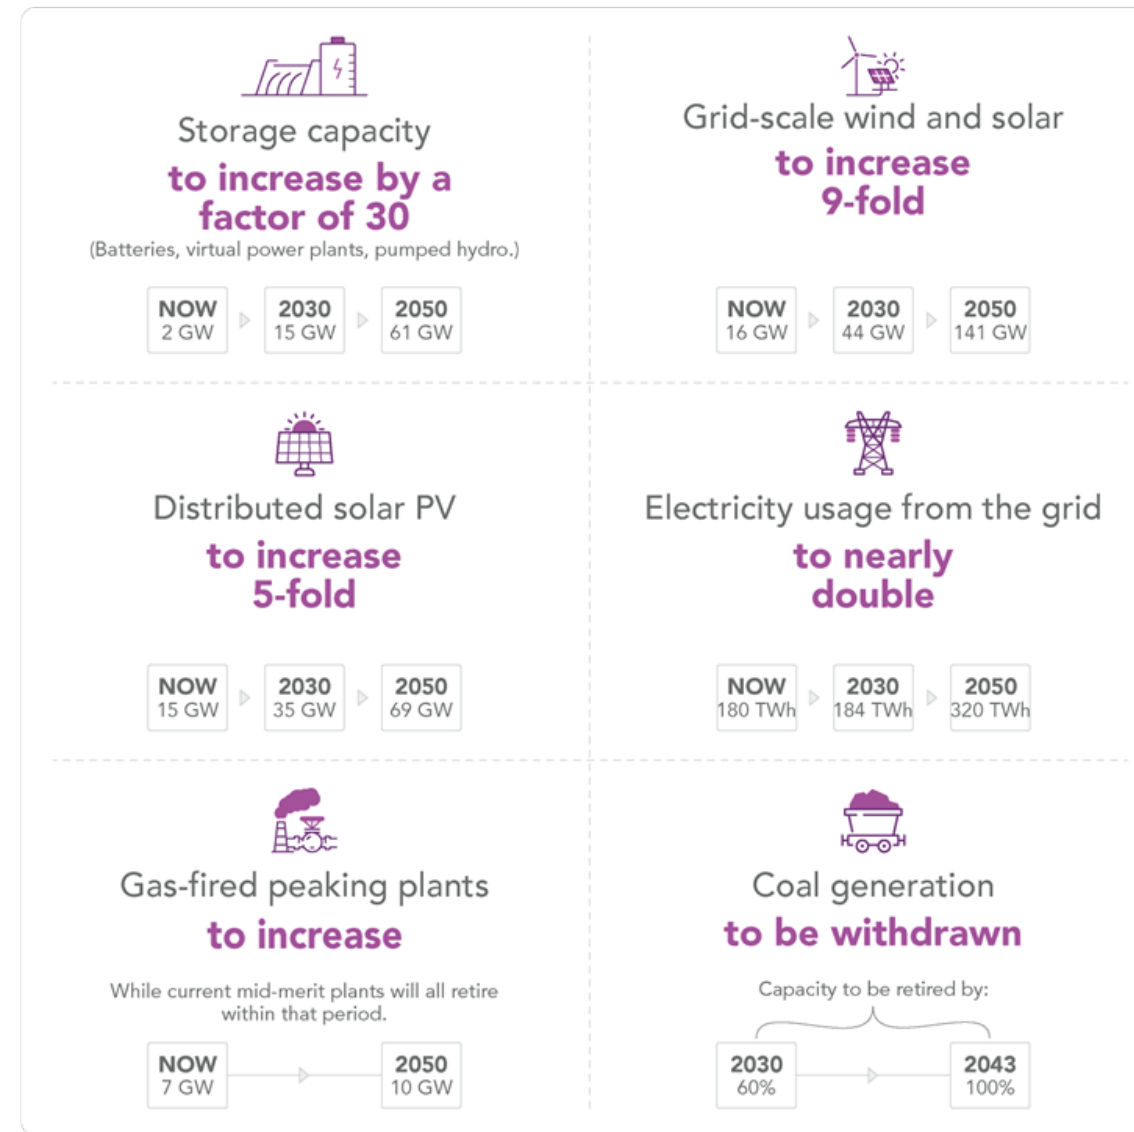 Storage capacity
to increase by a
factor of 30
(Batteries, virtual power plants, pumped hydro.)
NOW
2 GW
2030
15 GW
2050
61 GW
Grid-scale wind and solar
to increase
9-fold
NOW
16 GW
2030
44 GW
2050
141 GW
Distributed solar PV
to increase
5-fold
NOW
15 GW
2030
35 GW
2050
69 GW
Electricity usage from the grid
to nearly
double
NOW
180 TWh
2030
184 TWh
2050
320 TWh
Gas-fired peaking plants
to increase
While current mid-merit plants will all retire
within that period.
NOW
7 GW
2050
10 GW
Coal generation
to be withdrawn
Capacity to be retired by:
2030
60%
2043
100%